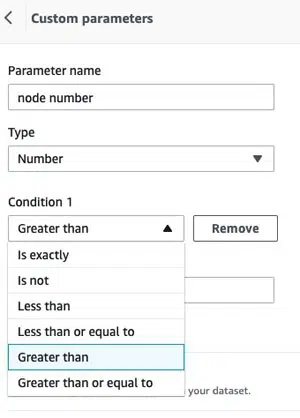 Custom parameters
Parameter name
node number
Type
Number
Condition 1
Greater than
Remove
Is exactly
Is not
Less than
Less than or equal to
Greater than
Greater than or equal to
your dataset.